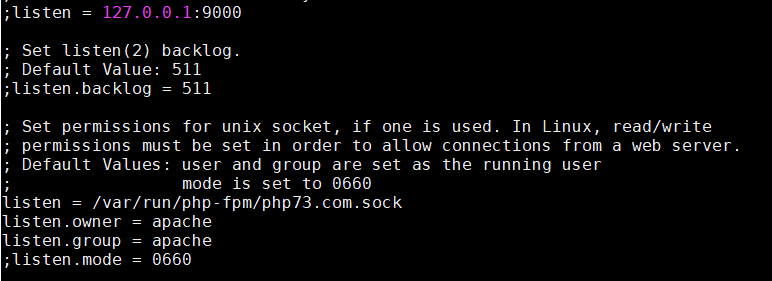 ;listen = 127.0.0.1:9000
; Set listen(2) backlog.
; Default Value: 511
;listen.backlog = 511
; Set permissions for unix socket, if one is used. In Linux, read/write
; permissions must be set in order to allow connections from a web server.
; Default Values: user and group are set as the running user
;                 mode is set to 0660
listen = /var/run/php-fpm/php73.com.sock
listen.owner = apache
listen.group = apache
;listen.mode = 0660